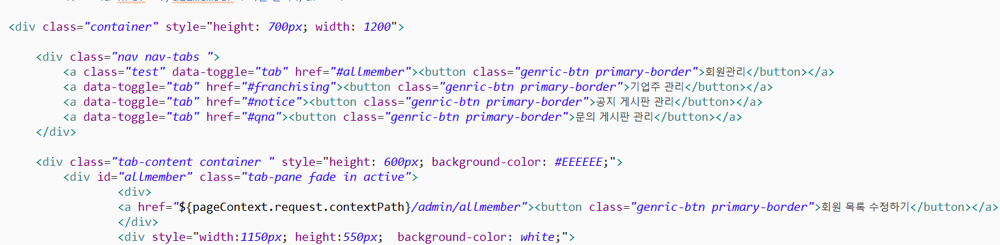 <div class="container" style="height: 700px; width: 1200">
<div class="nav nav-tabs ">
<a class="test" data-toggle="tab" href="#allmember"><button class="genric-btn primary-border">회원관리</button></a>
<a data-toggle="tab" href="#franchising"><button class="genric-btn primary-border">기업주 관리</button></a>
<a data-toggle="tab" href="#notice"><button class="genric-btn primary-border">공지 게시판 관리</button></a>
<a data-toggle="tab" href="#qna"><button class="genric-btn primary-border">문의 게시판 관리</button></a>
</div>
<div class="tab-content container " style="height: 600px; background-color: #EEEEEE;">
<div id="allmember" class="tab-pane fade in active">
<div>
<a href="${pageContext.request.contextPath}/admin/allmember"><button class="genric-btn primary-border">회원 목록 수정하기</button></a>
</div>
<div style="width:1150px; height:550px;  background-color: white;">